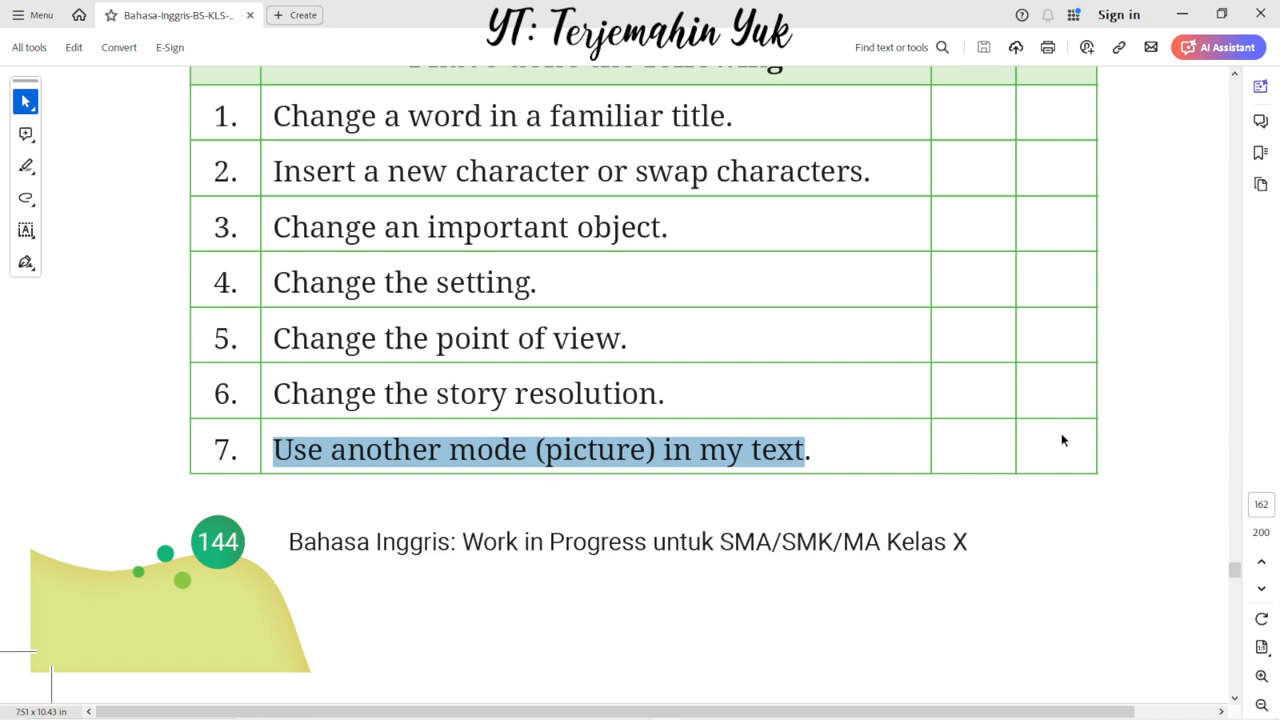 Menu
Bahasa-Inggris-BS-KLS-...
Create
Sign in
YT: Terjemahin Yuk
All tools
Edit
Convert
E-Sign
Find text or tools
AI Assistant
1. Change a word in a familiar title.
2. Insert a new character or swap characters.
3. Change an important object.
4. Change the setting.
5. Change the point of view.
6. Change the story resolution.
7. Use another mode (picture) in my text.
144 Bahasa Inggris: Work in Progress untuk SMA/SMK/MA Kelas X
162
200
7.51 x 10.43 in